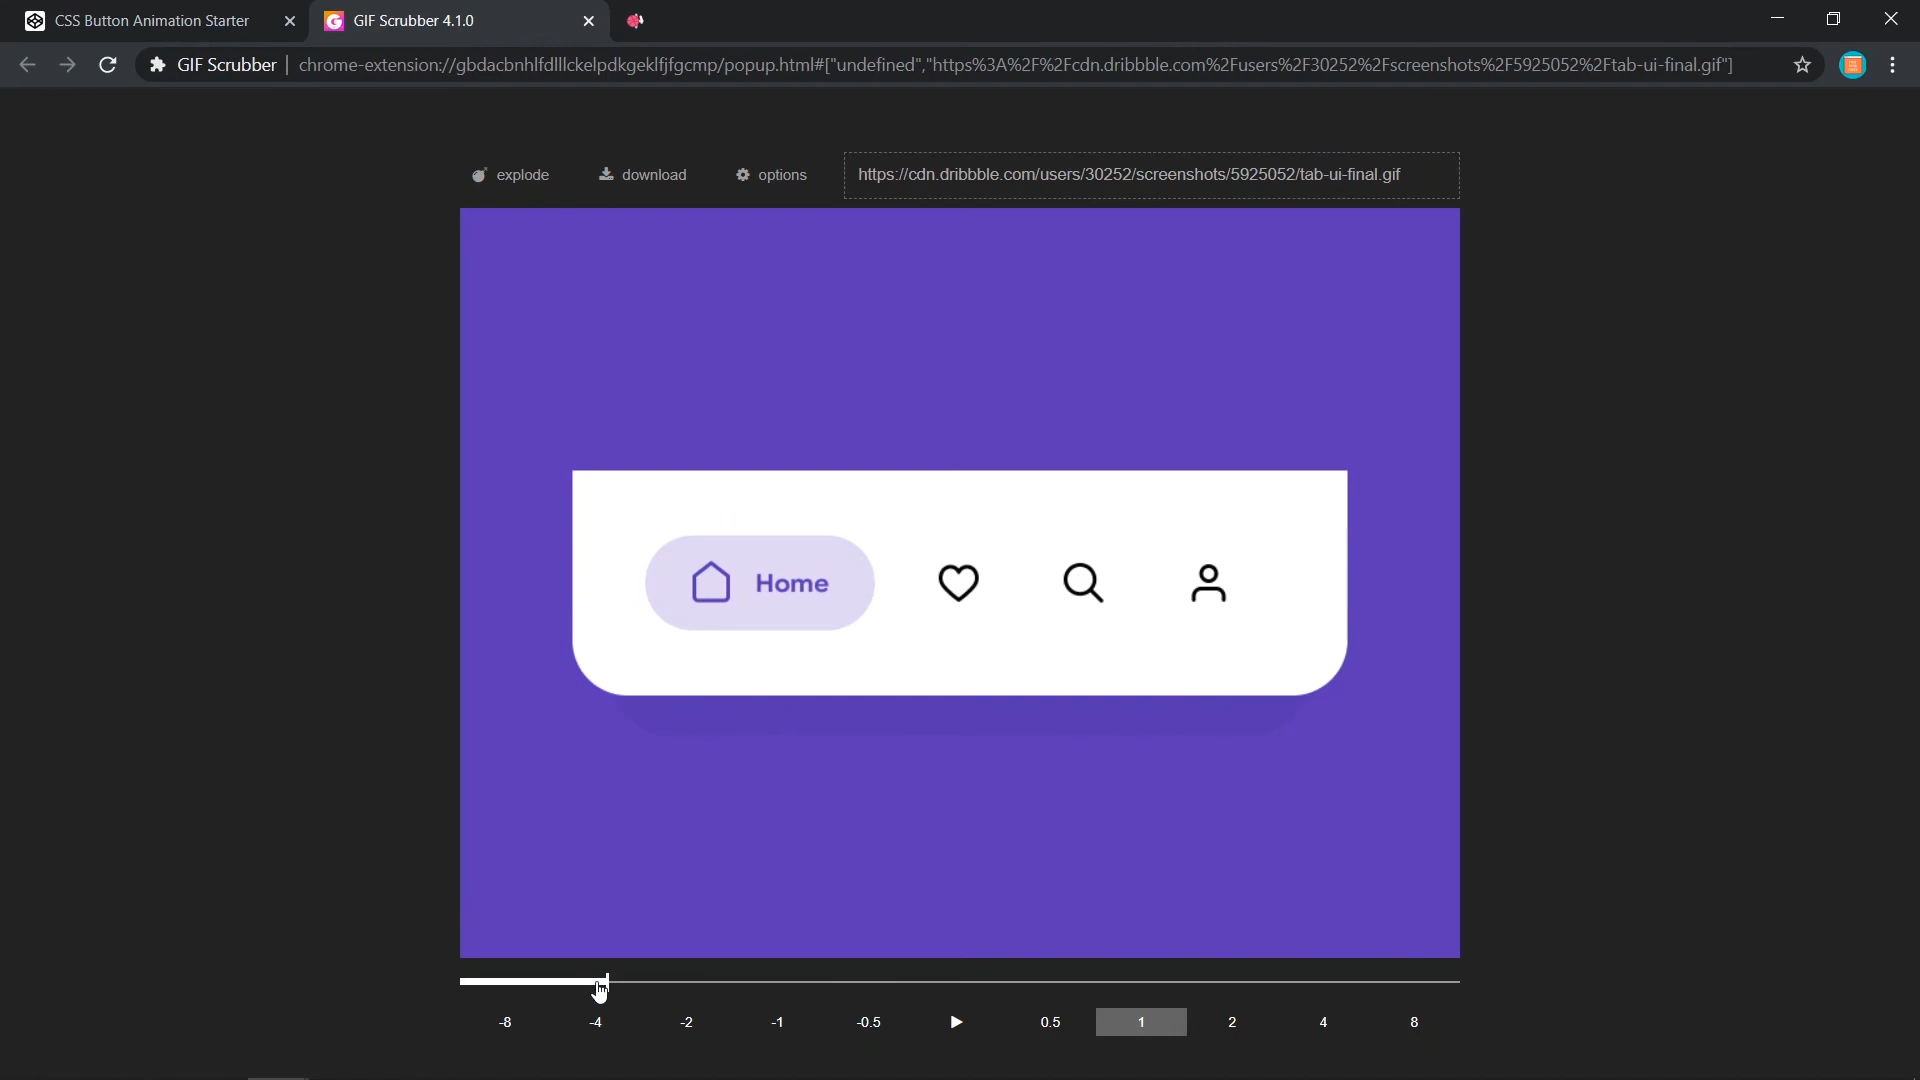 CSS Button Animation Starter
GIF Scrubber 4.1.0
GIF Scrubber
chrome-extension://gbdacbnhlfdlllckelpdkgeklfjfgcmp/popup.html#["undefined","https%3A%2F%2Fcdn.dribbble.com%2Fusers%2F30252%2Fscreenshots%2F5925052%2Ftab-ui-final.gif"]
explode
download
options
https://cdn.dribbble.com/users/30252/screenshots/5925052/tab-ui-final.gif
Home
-8 -4 -2 -1 -0.5 0.5 1 2 4 8